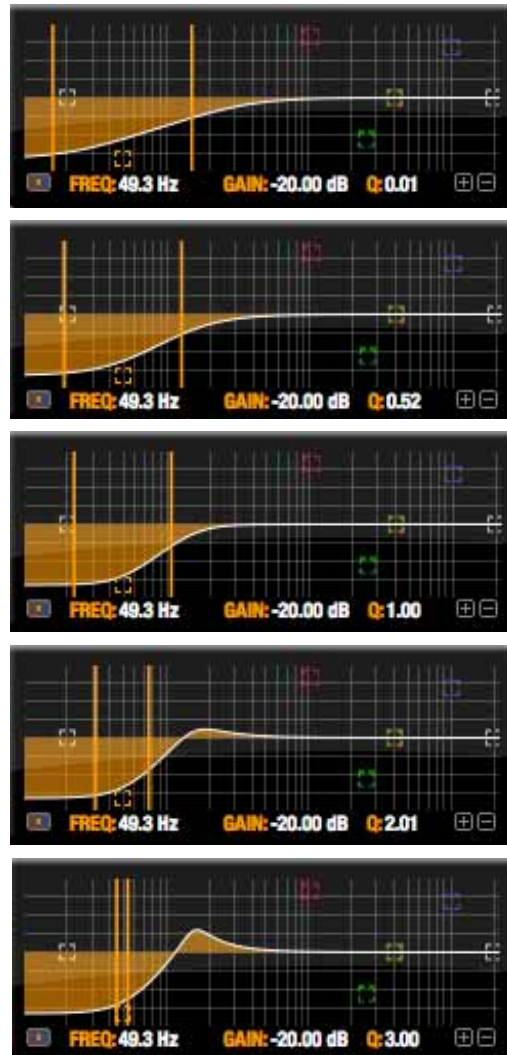 FREQ: 49.3 Hz GAIN: -20.00 dB Q: 0.01
FREQ: 49.3 Hz GAIN: -20.00 dB Q: 0.52
FREQ: 49.3 Hz GAIN: -20.00 dB Q: 1.00
FREQ: 49.3 Hz GAIN: -20.00 dB Q: 2.01
FREQ: 49.3 Hz GAIN: -20.00 dB Q: 3.00